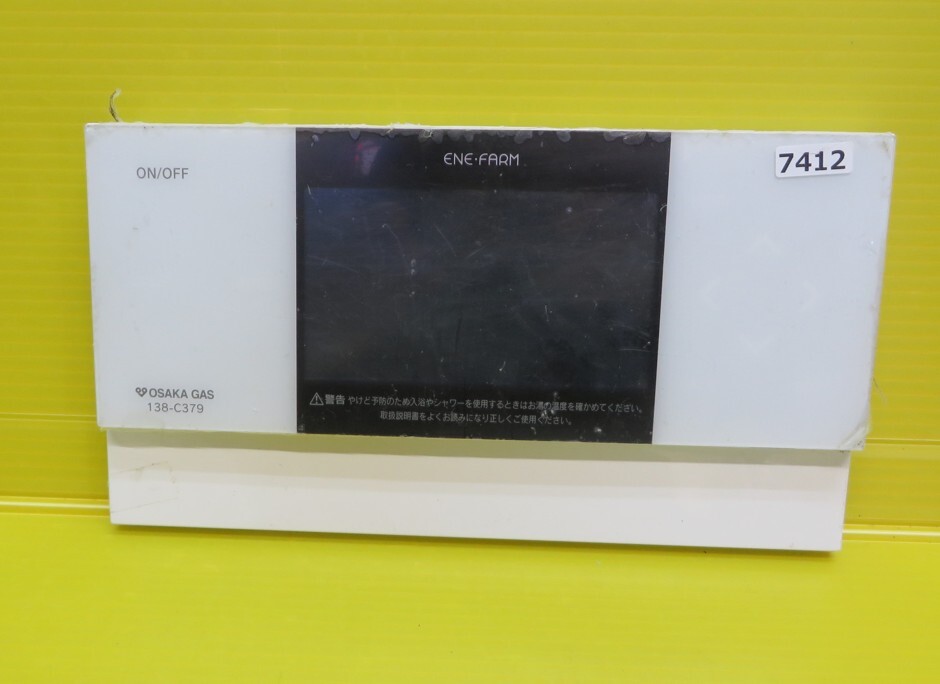 ENE·FARM
7412
ON/OFF
OSAKA GAS
138-C379
警告 やけど予防のため入浴やシャワーを使用するときはお湯の温度を確かめてください。
取扱説明書をよくお読みになり正しくご使用ください。